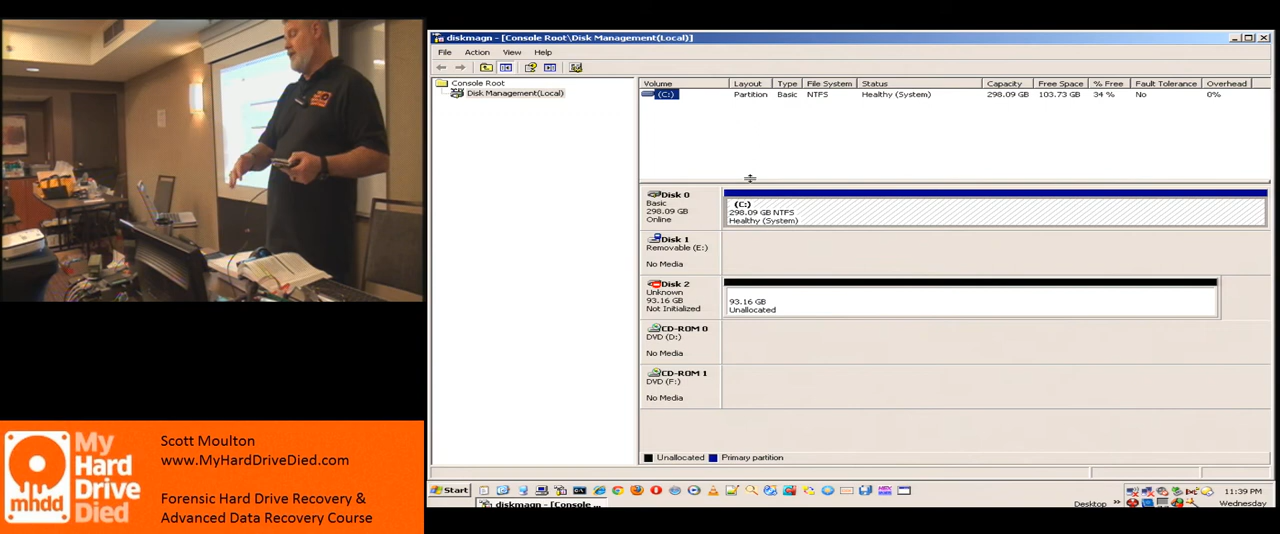 diskmagn - [Console Root\Disk Management(Local)]
File Action View Help
Console Root
Disk Management(Local)
Volume Layout Type File System Status Capacity Free Space % Free Fault Tolerance Overhead
(C:) Partition Basic NTFS Healthy (System) 298.09 GB 103.73 GB 34 % No 0%
Disk 0
Basic
298.09 GB
Online
(C:)
298.09 GB NTFS
Healthy (System)
Disk 1
Removable (E:)
No Media
Disk 2
Unknown
93.16 GB
Not Initialized
93.16 GB
Unallocated
CD-ROM 0
DVD (D:)
No Media
CD-ROM 1
DVD (F:)
No Media
Unallocated Primary partition
Start
11:39 PM
diskmagn - [Console ...
Desktop »
Wednesday
My
Hard
Drive
Died
mhdd
Scott Moulton
www.MyHardDriveDied.com
Forensic Hard Drive Recovery &
Advanced Data Recovery Course